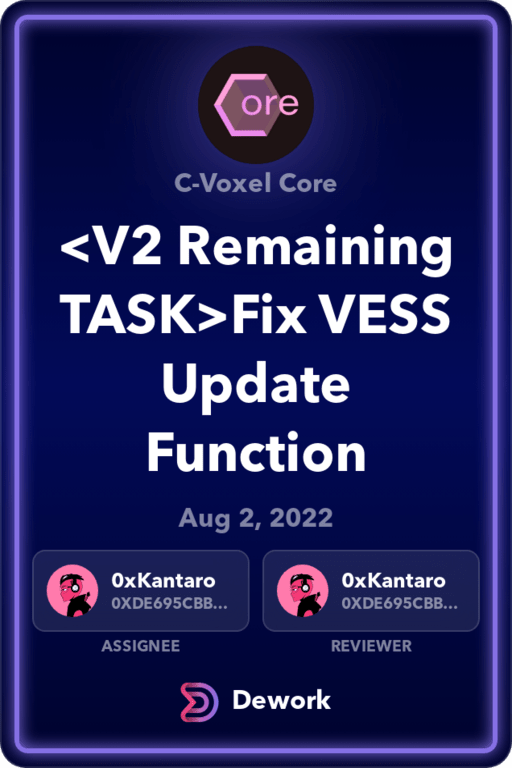 ore
C-Voxel Core
<V2 Remaining
TASK>Fix VESS
Update
Function
Aug 2, 2022
0xKantaro
0XDE695CBB...
ASSIGNEE
0xKantaro
0XDE695CBB...
REVIEWER
Dework